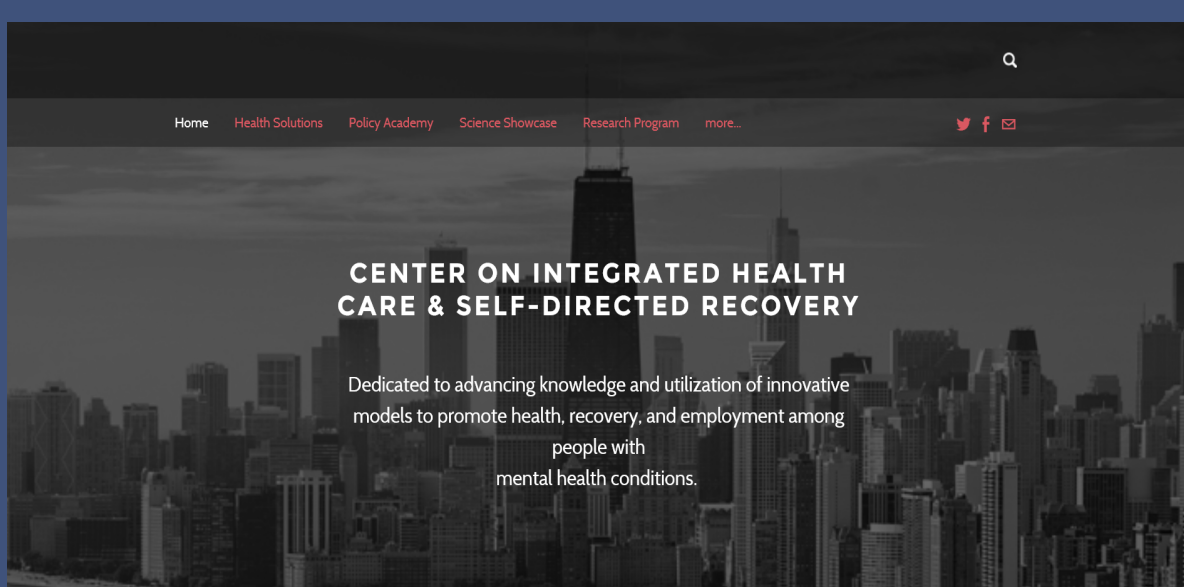 Home Health Solutions Policy Academy Science Showcase Research Program more...
CENTER ON INTEGRATED HEALTH
CARE & SELF-DIRECTED RECOVERY
Dedicated to advancing knowledge and utilization of innovative
models to promote health, recovery, and employment among
people with
mental health conditions.